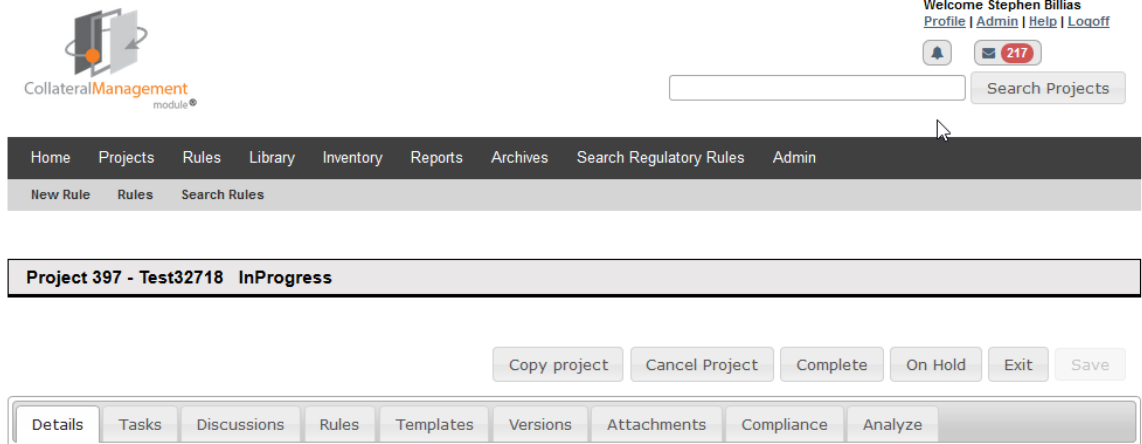 Welcome Stephen Billias
Profile | Admin | Help | Logoff
217
CollateralManagement
module®
Search Projects
Home Projects Rules Library Inventory Reports Archives Search Regulatory Rules Admin
New Rule Rules Search Rules
Project 397 - Test32718 InProgress
Copy project Cancel Project Complete On Hold Exit Save
Details Tasks Discussions Rules Templates Versions Attachments Compliance Analyze